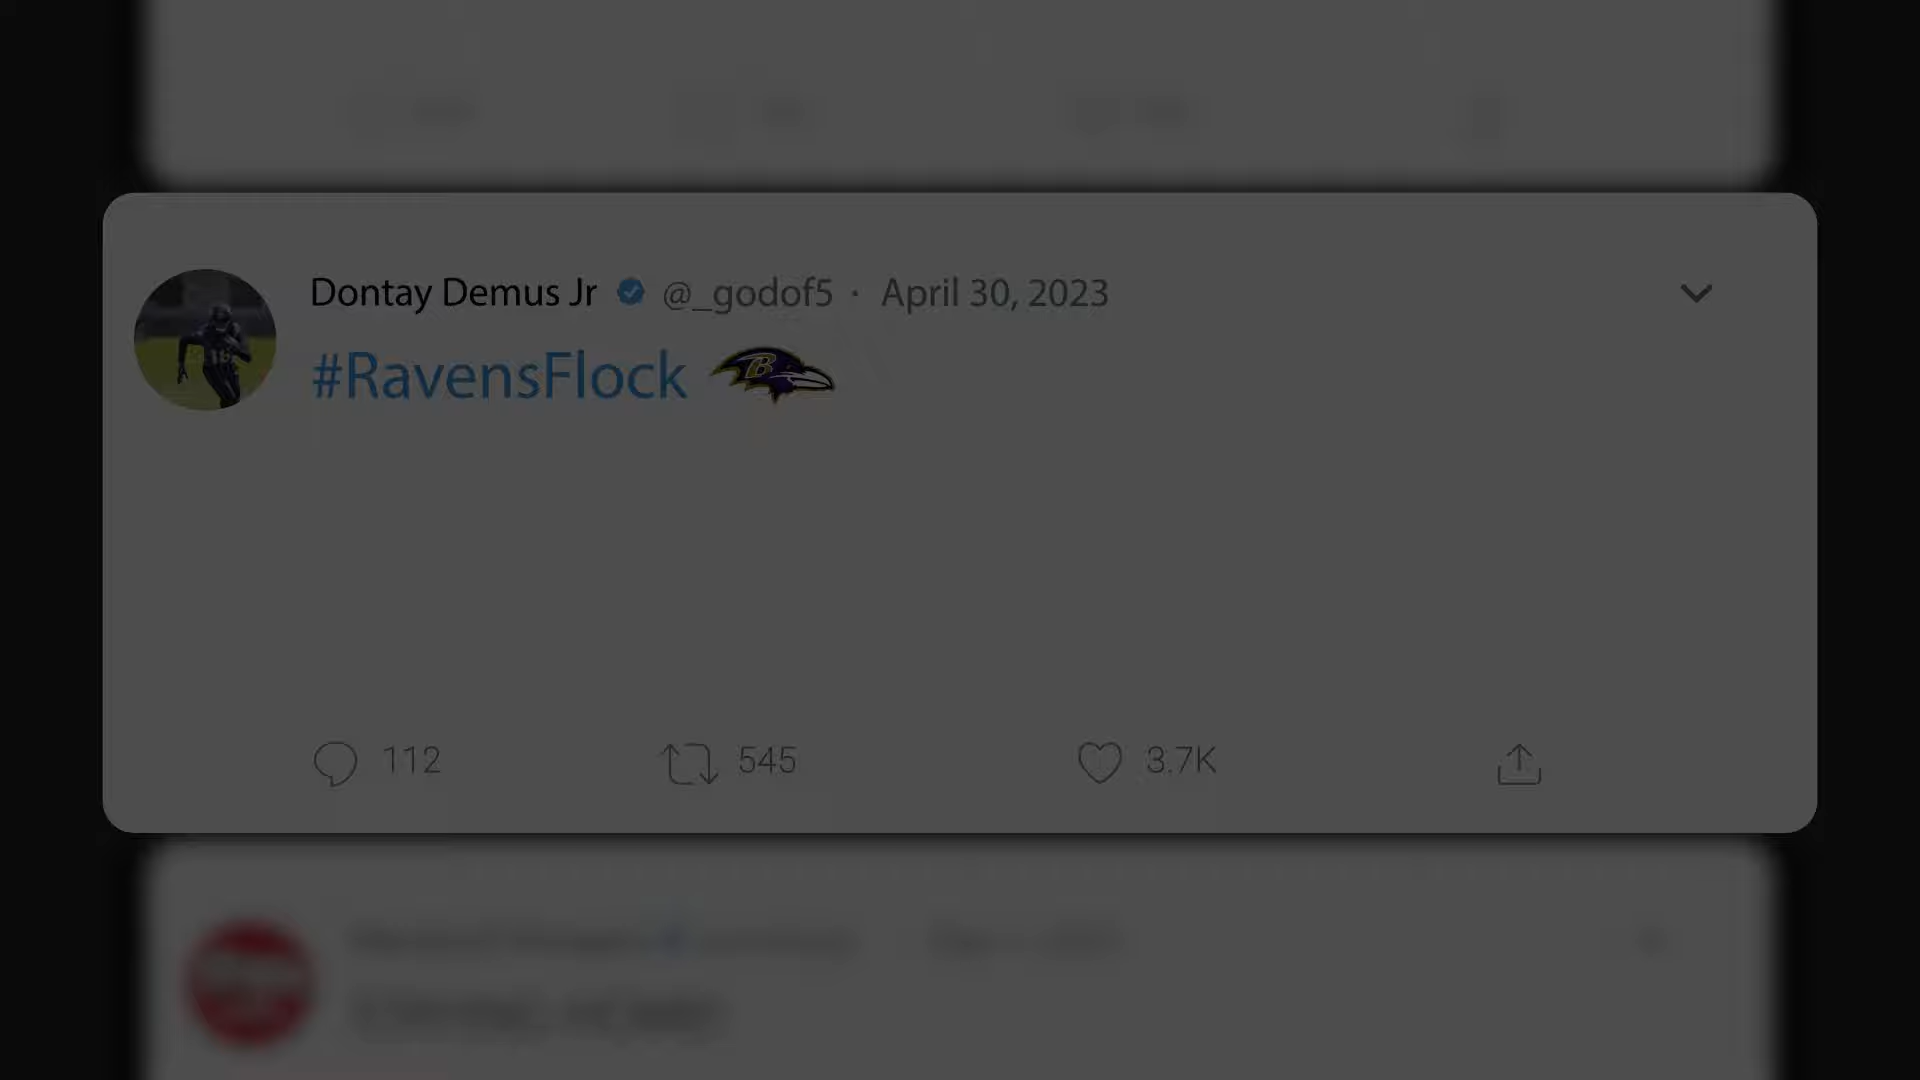 Dontay Demus Jr @_godof5 · April 30, 2023
#RavensFlock
112 545 3.7K